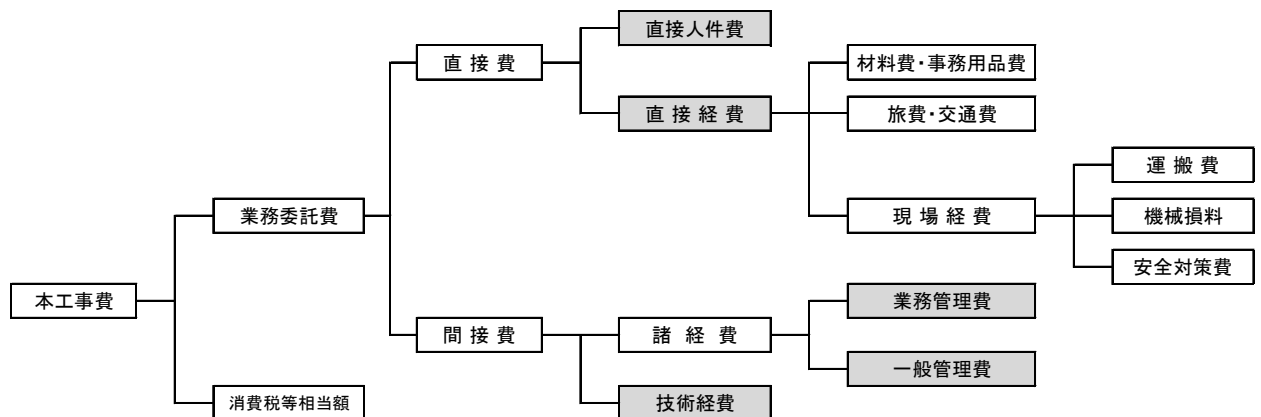 直接人件費
直 接 費
材料費・事務用品費
直 接 経 費
旅費・交通費
運 搬 費
業務委託費
現 場 経 費
機械損料
安全対策費
本工事費
業務管理費
間 接 費
諸 経 費
一般管理費
消費税等相当額
技術経費